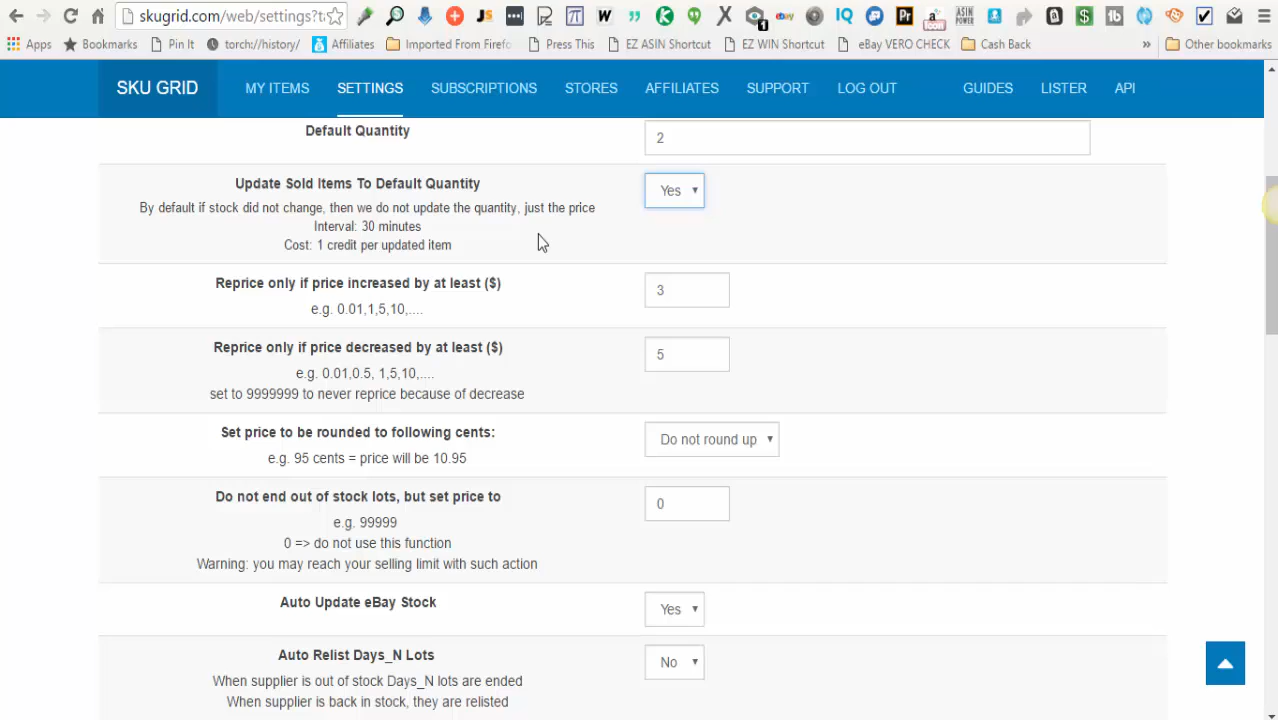 skugrid.com/web/settings?t
Apps Bookmarks Pin It torch://history/ Affiliates Imported From Firefo Press This EZ ASIN Shortcut EZ WIN Shortcut eBay VERO CHECK Cash Back » Other bookmarks
SKU GRID MY ITEMS SETTINGS SUBSCRIPTIONS STORES AFFILIATES SUPPORT LOG OUT GUIDES LISTER API
Default Quantity 2
Update Sold Items To Default Quantity Yes
By default if stock did not change, then we do not update the quantity, just the price
Interval: 30 minutes
Cost: 1 credit per updated item
Reprice only if price increased by at least ($) 3
e.g. 0.01,1,5,10,....
Reprice only if price decreased by at least ($) 5
e.g. 0.01,0.5, 1,5,10,....
set to 9999999 to never reprice because of decrease
Set price to be rounded to following cents: Do not round up
e.g. 95 cents = price will be 10.95
Do not end out of stock lots, but set price to 0
e.g. 99999
0 => do not use this function
Warning: you may reach your selling limit with such action
Auto Update eBay Stock Yes
Auto Relist Days_N Lots No
When supplier is out of stock Days_N lots are ended
When supplier is back in stock, they are relisted